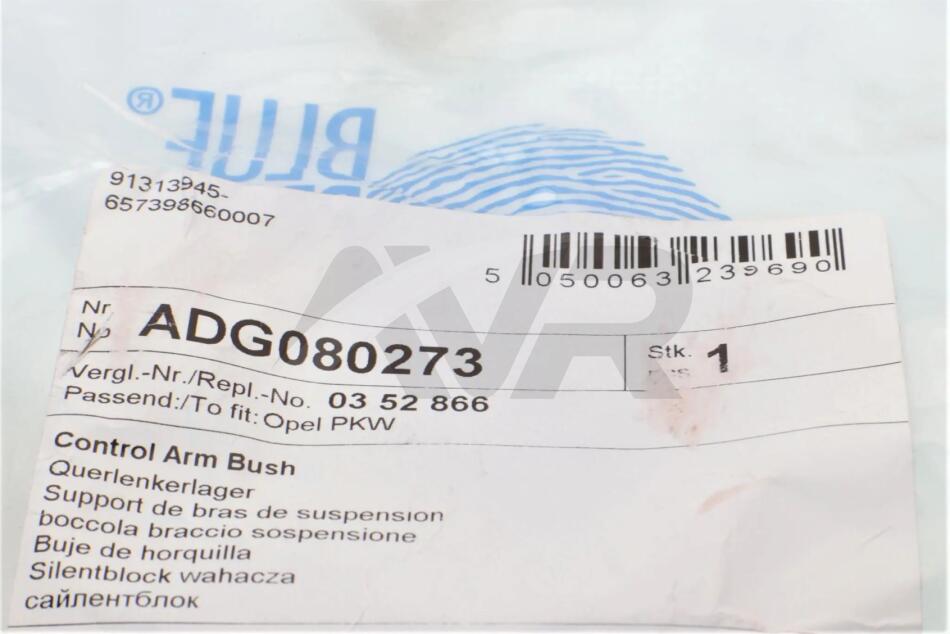 BLUE®
91313945-
657398660007
5 050063 239690
Nr
No ADG080273
Stk. 1
Vergl.-Nr./Repl.-No. 03 52 866
Passend:/To fit: Opel PKW
Control Arm Bush
Querlenkerlager
Support de bras de suspension
boccola braccio sospensione
Buje de horquilla
Silentblock wahacza
сайлентблок
VR